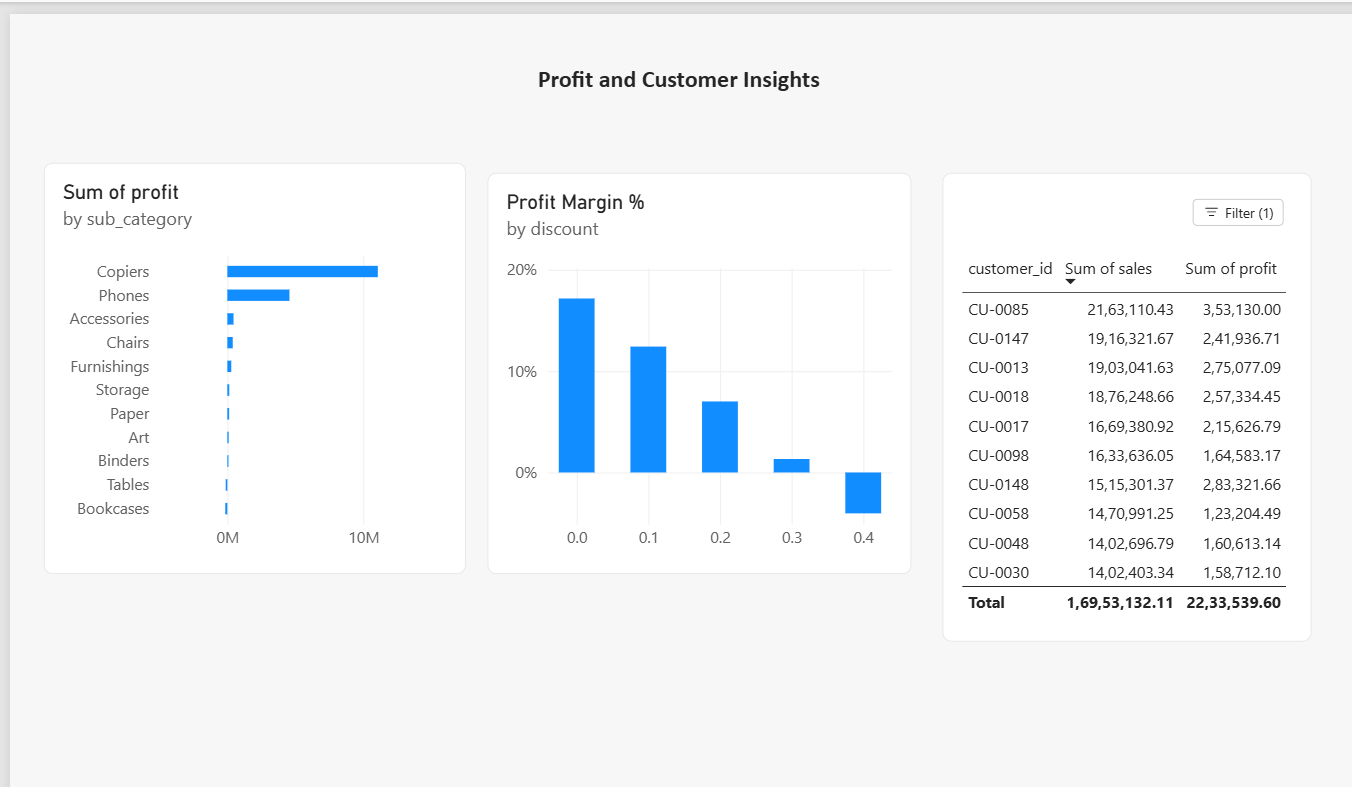 Profit and Customer Insights
Sum of profit
by sub_category
Copiers
Phones
Accessories
Chairs
Furnishings
Storage
Paper
Art
Binders
Tables
Bookcases
0M 10M
Profit Margin %
by discount
20%
10%
0%
0.0 0.1 0.2 0.3 0.4
Filter (1)
customer_id Sum of sales Sum of profit
CU-0085 21,63,110.43 3,53,130.00
CU-0147 19,16,321.67 2,41,936.71
CU-0013 19,03,041.63 2,75,077.09
CU-0018 18,76,248.66 2,57,334.45
CU-0017 16,69,380.92 2,15,626.79
CU-0098 16,33,636.05 1,64,583.17
CU-0148 15,15,301.37 2,83,321.66
CU-0058 14,70,991.25 1,23,204.49
CU-0048 14,02,696.79 1,60,613.14
CU-0030 14,02,403.34 1,58,712.10
Total 1,69,53,132.11 22,33,539.60